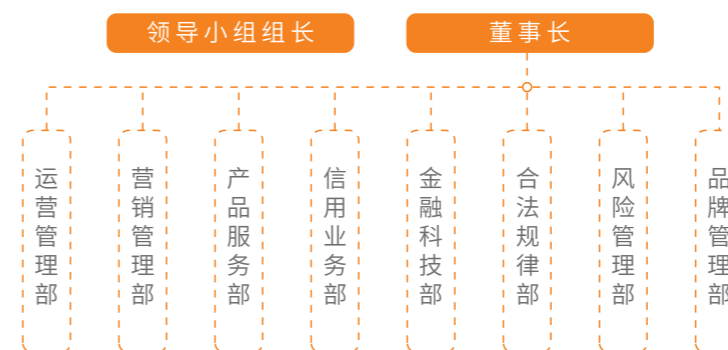 领导小组组长
董事长
运营管理部
营销管理部
产品服务部
信用业务部
金融科技部
合法规律部
风险管理部
品牌管理部